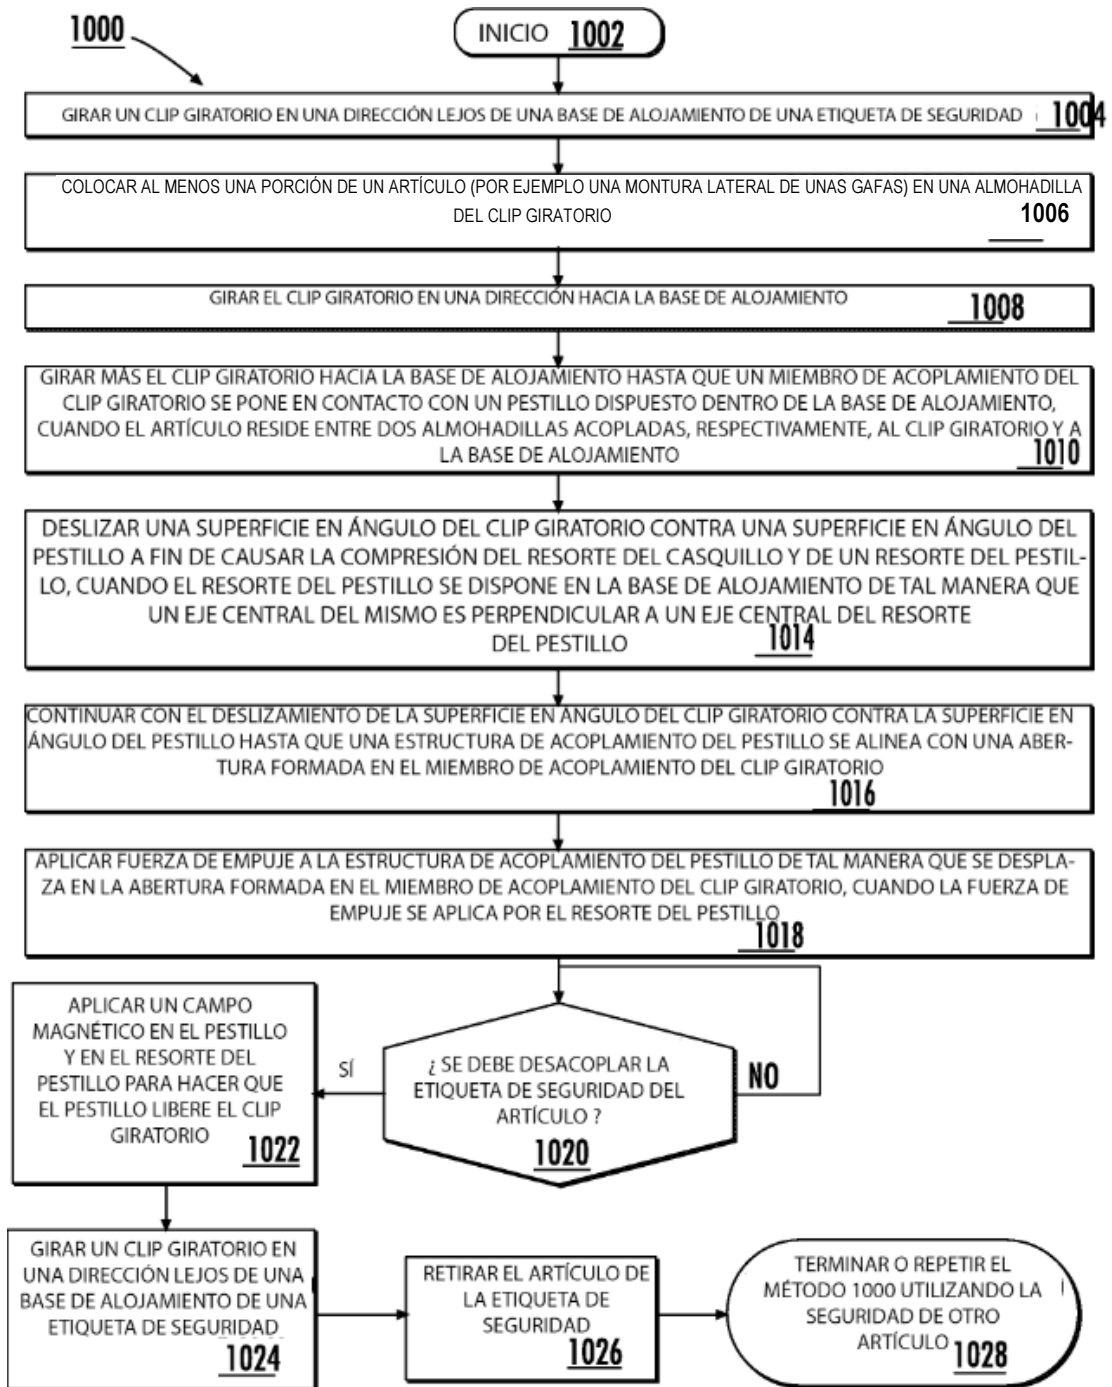 1000
INICIO 1002
GIRAR UN CLIP GIRATORIO EN UNA DIRECCIÓN LEJOS DE UNA BASE DE ALOJAMIENTO DE UNA ETIQUETA DE SEGURIDAD 1004
COLOCAR AL MENOS UNA PORCIÓN DE UN ARTÍCULO (POR EJEMPLO UNA MONTURA LATERAL DE UNAS GAFAS) EN UNA ALMOHADILLA
DEL CLIP GIRATORIO 1006
GIRAR EL CLIP GIRATORIO EN UNA DIRECCIÓN HACIA LA BASE DE ALOJAMIENTO 1008
GIRAR MÁS EL CLIP GIRATORIO HACIA LA BASE DE ALOJAMIENTO HASTA QUE UN MIEMBRO DE ACOPLAMIENTO DEL
CLIP GIRATORIO SE PONE EN CONTACTO CON UN PESTILLO DISPUESTO DENTRO DE LA BASE DE ALOJAMIENTO,
CUANDO EL ARTÍCULO RESIDE ENTRE DOS ALMOHADILLAS ACOPLADAS, RESPECTIVAMENTE, AL CLIP GIRATORIO Y A
LA BASE DE ALOJAMIENTO 1010
DESLIZAR UNA SUPERFICIE EN ÁNGULO DEL CLIP GIRATORIO CONTRA UNA SUPERFICIE EN ÁNGULO DEL
PESTILLO A FIN DE CAUSAR LA COMPRESIÓN DEL RESORTE DEL CASQUILLO Y DE UN RESORTE DEL PESTIL-
LO, CUANDO EL RESORTE DEL PESTILLO SE DISPONE EN LA BASE DE ALOJAMIENTO DE TAL MANERA QUE
UN EJE CENTRAL DEL MISMO ES PERPENDICULAR A UN EJE CENTRAL DEL RESORTE
DEL PESTILLO 1014
CONTINUAR CON EL DESLIZAMIENTO DE LA SUPERFICIE EN ANGULO DEL CLIP GIRATORIO CONTRA LA SUPERFICIE EN
ÁNGULO DEL PESTILLO HASTA QUE UNA ESTRUCTURA DE ACOPLAMIENTO DEL PESTILLO SE ALINEA CON UNA ABER-
TURA FORMADA EN EL MIEMBRO DE ACOPLAMIENTO DEL CLIP GIRATORIO
1016
APLICAR FUERZA DE EMPUJE A LA ESTRUCTURA DE ACOPLAMIENTO DEL PESTILLO DE TAL MANERA QUE SE DESPLA-
ZA EN LA ABERTURA FORMADA EN EL MIEMBRO DE ACOPLAMIENTO DEL CLIP GIRATORIO, CUANDO LA FUERZA DE
EMPUJE SE APLICA POR EL RESORTE DEL PESTILLO
1018
¿ SE DEBE DESACOPLAR LA
ETIQUETA DE SEGURIDAD DEL
ARTÍCULO ?
1020
NO
SÍ
APLICAR UN CAMPO
MAGNÉTICO EN EL PESTILLO
Y EN EL RESORTE DEL
PESTILLO PARA HACER QUE
EL PESTILLO LIBERE EL CLIP
GIRATORIO
1022
GIRAR UN CLIP GIRATORIO EN
UNA DIRECCIÓN LEJOS DE UNA
BASE DE ALOJAMIENTO DE UNA
ETIQUETA DE SEGURIDAD
1024
RETIRAR EL ARTÍCULO DE
LA ETIQUETA DE
SEGURIDAD
1026
TERMINAR O REPETIR EL
MÉTODO 1000 UTILIZANDO LA
SEGURIDAD DE OTRO
ARTÍCULO 1028